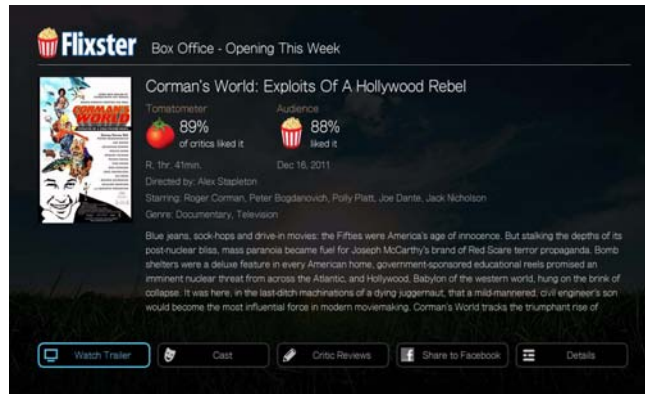 Flixster Box Office - Opening This Week
Corman's World: Exploits Of A Hollywood Rebel
Tomatometer Audience
89% 88%
of critics liked it liked it
R, 1hr. 41min. Dec 16, 2011
Directed by: Alex Stapleton
Starring: Roger Corman, Peter Bogdanovich, Polly Platt, Joe Dante, Jack Nicholson
Genre: Documentary, Television
Blue jeans, sock-hops and drive-in movies: the Fifties were America's age of innocence. But stalking the depths of its
post-nuclear bliss, mass paranoia became fuel for Joseph McCarthy's brand of Red Scare terror propaganda. Bomb
shelters were a deluxe feature in every American home, government-sponsored educational reels promised an
imminent nuclear threat from across the Atlantic, and Hollywood, Babylon of the western world, hung on the brink of
collapse. It was here, in the last-ditch machinations of a dying juggernaut, that a mild-mannered, civil engineer's son
would become the most influential force in modern moviemaking. Corman's World tracks the triumphant rise of
CORMAN'S
WORLD
Watch Trailer Cast Critic Reviews Share to Facebook Details